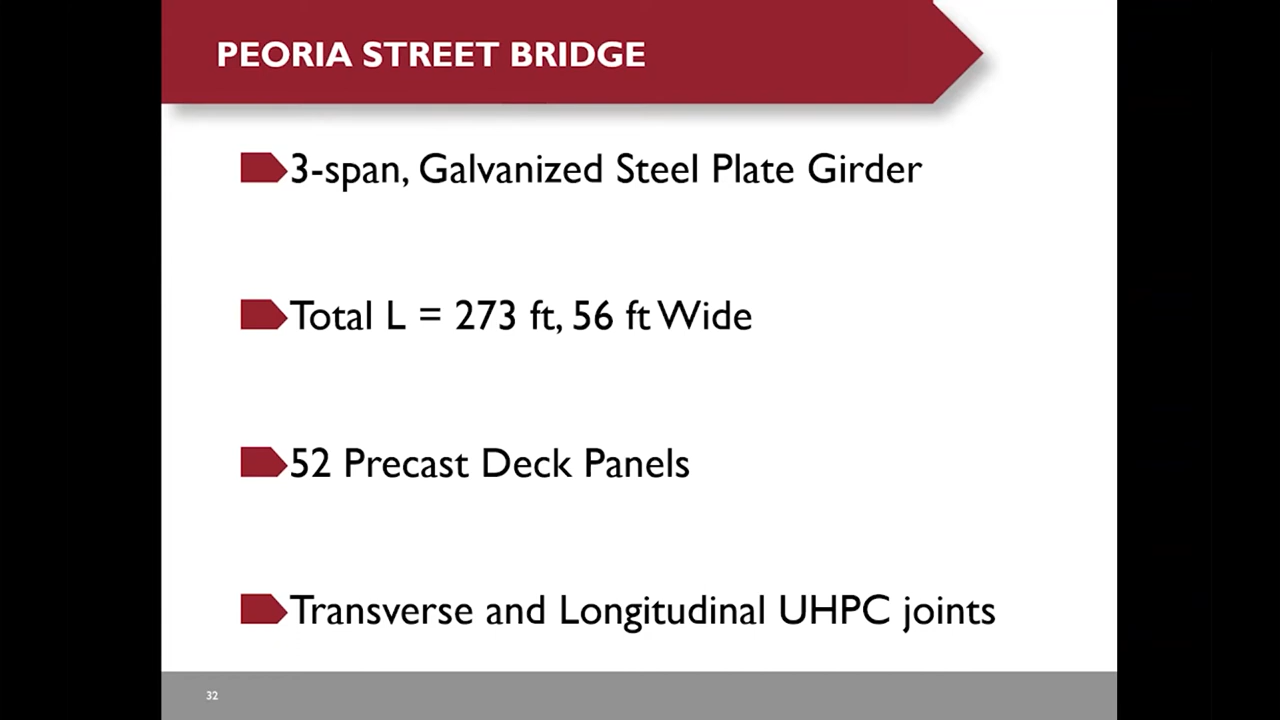 PEORIA STREET BRIDGE
3-span, Galvanized Steel Plate Girder
Total L = 273 ft, 56 ft Wide
52 Precast Deck Panels
Transverse and Longitudinal UHPC joints
32